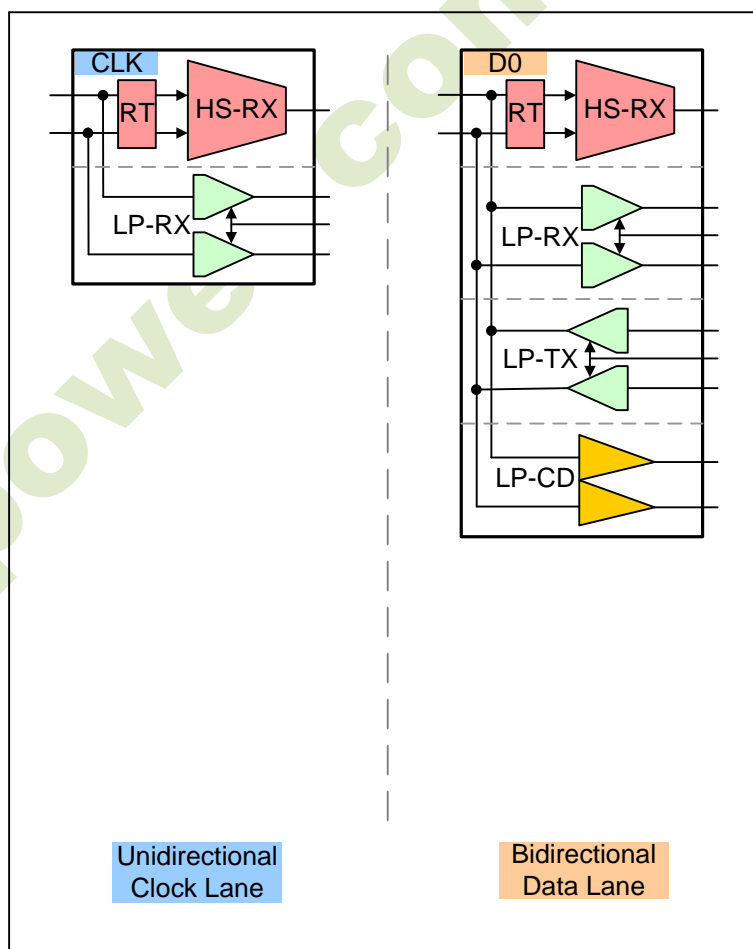 CLK
RT
HS-RX
LP-RX
D0
RT
HS-RX
LP-RX
LP-TX
LP-CD
Unidirectional
Clock Lane
Bidirectional
Data Lane